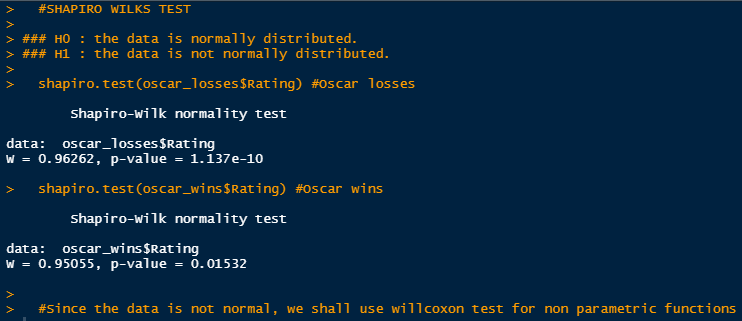 >   #SHAPIRO WILKS TEST
>
> ### H0 : the data is normally distributed.
> ### H1 : the data is not normally distributed.
>
>   shapiro.test(oscar_losses$Rating) #Oscar losses
        Shapiro-Wilk normality test
data:  oscar_losses$Rating
W = 0.96262, p-value = 1.137e-10
>   shapiro.test(oscar_wins$Rating) #Oscar wins
        Shapiro-Wilk normality test
data:  oscar_wins$Rating
W = 0.95055, p-value = 0.01532
>
>   #Since the data is not normal, we shall use willcoxon test for non parametric functions